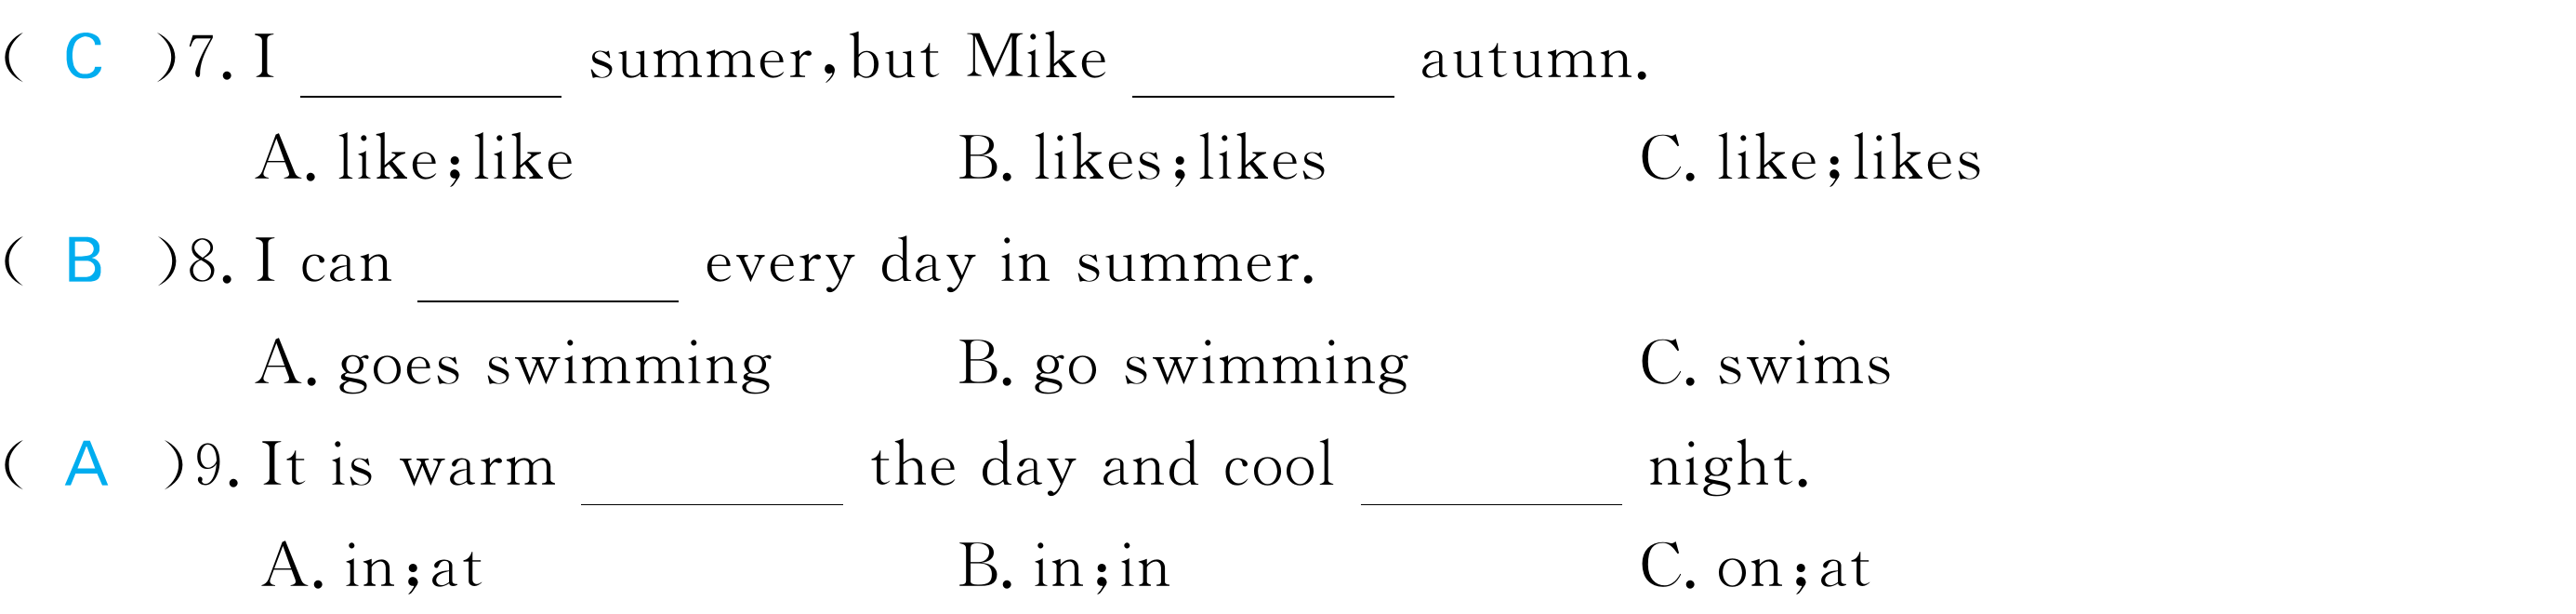 ( C )7. I ________ summer,but Mike ________ autumn.
A. like;like B. likes;likes C. like;likes
( B )8. I can ________ every day in summer.
A. goes swimming B. go swimming C. swims
( A )9. It is warm ________ the day and cool ________ night.
A. in;at B. in;in C. on;at